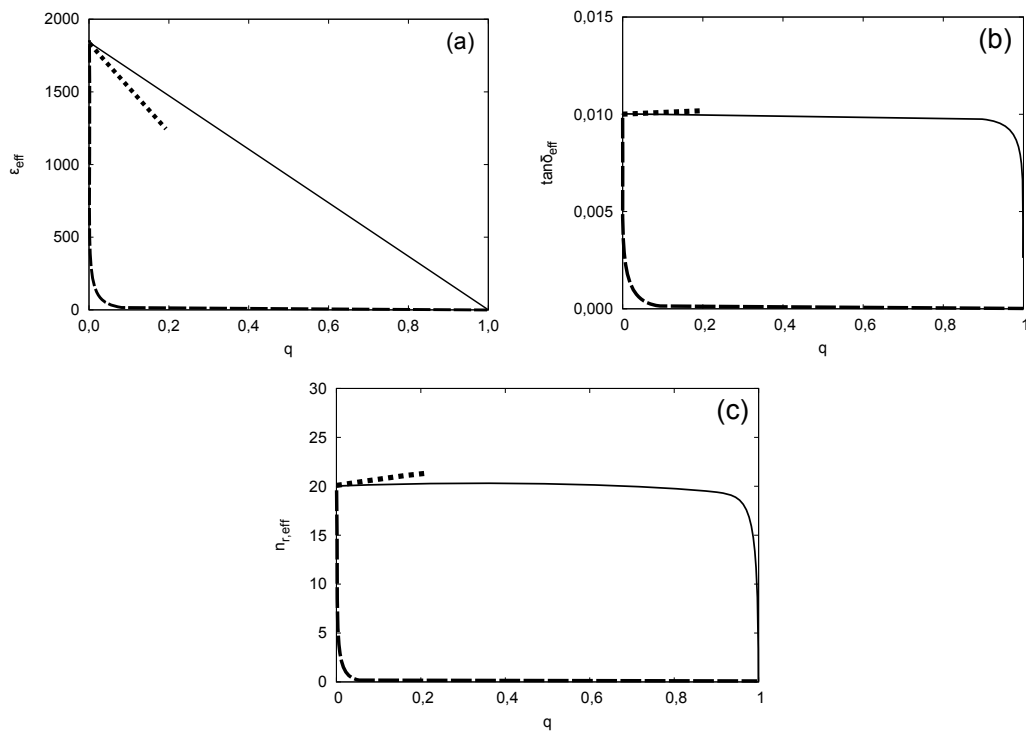 (a)
2000
1500
1000
500
0
ε_eff
0,0 0,2 0,4 0,6 0,8 1,0
q
(b)
0,015
0,010
0,005
0,000
tanδ_eff
0 0,2 0,4 0,6 0,8 1
q
(c)
30
25
20
15
10
5
0
n_r,eff
0 0,2 0,4 0,6 0,8 1
q